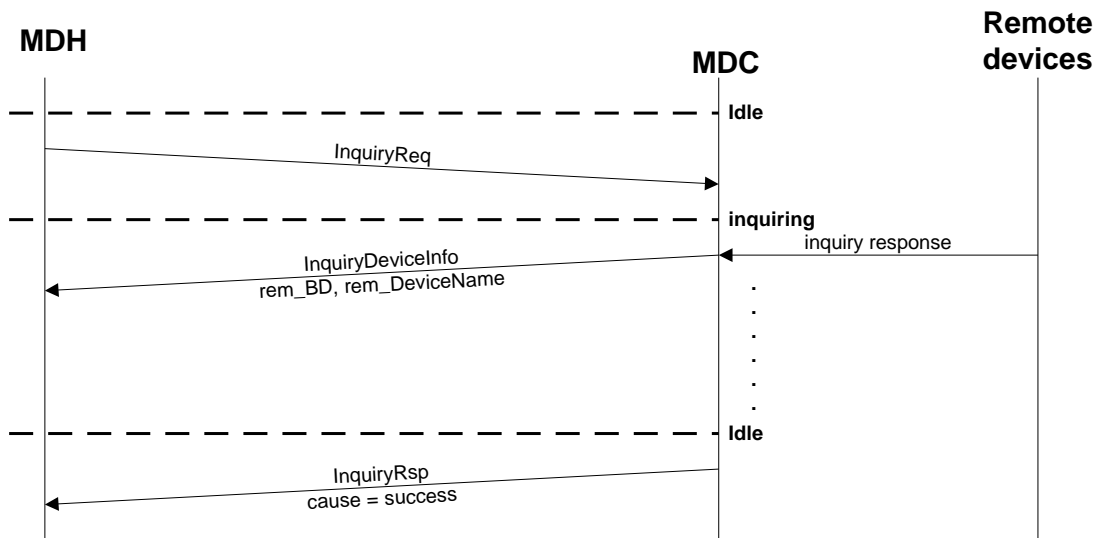 MDH
MDC
Remote
devices
Idle
InquiryReq
inquiring
inquiry response
InquiryDeviceInfo
rem_BD, rem_DeviceName
Idle
InquiryRsp
cause = success